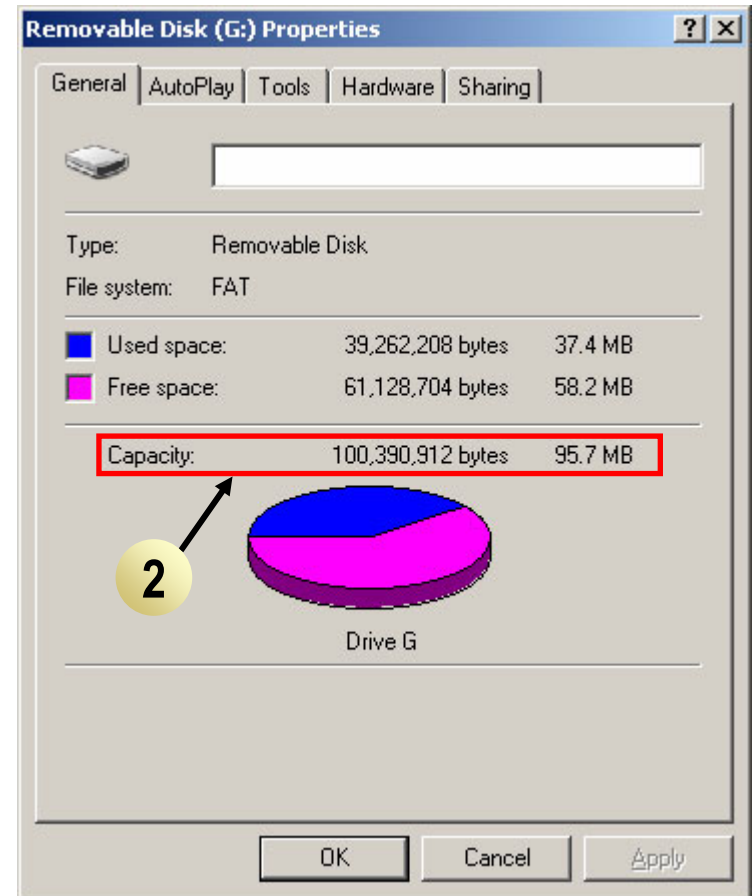 Removable Disk (G:) Properties ? X
General AutoPlay Tools Hardware Sharing
Type: Removable Disk
File system: FAT
Used space: 39,262,208 bytes 37.4 MB
Free space: 61,128,704 bytes 58.2 MB
Capacity: 100,390,912 bytes 95.7 MB
2
Drive G
OK Cancel Apply